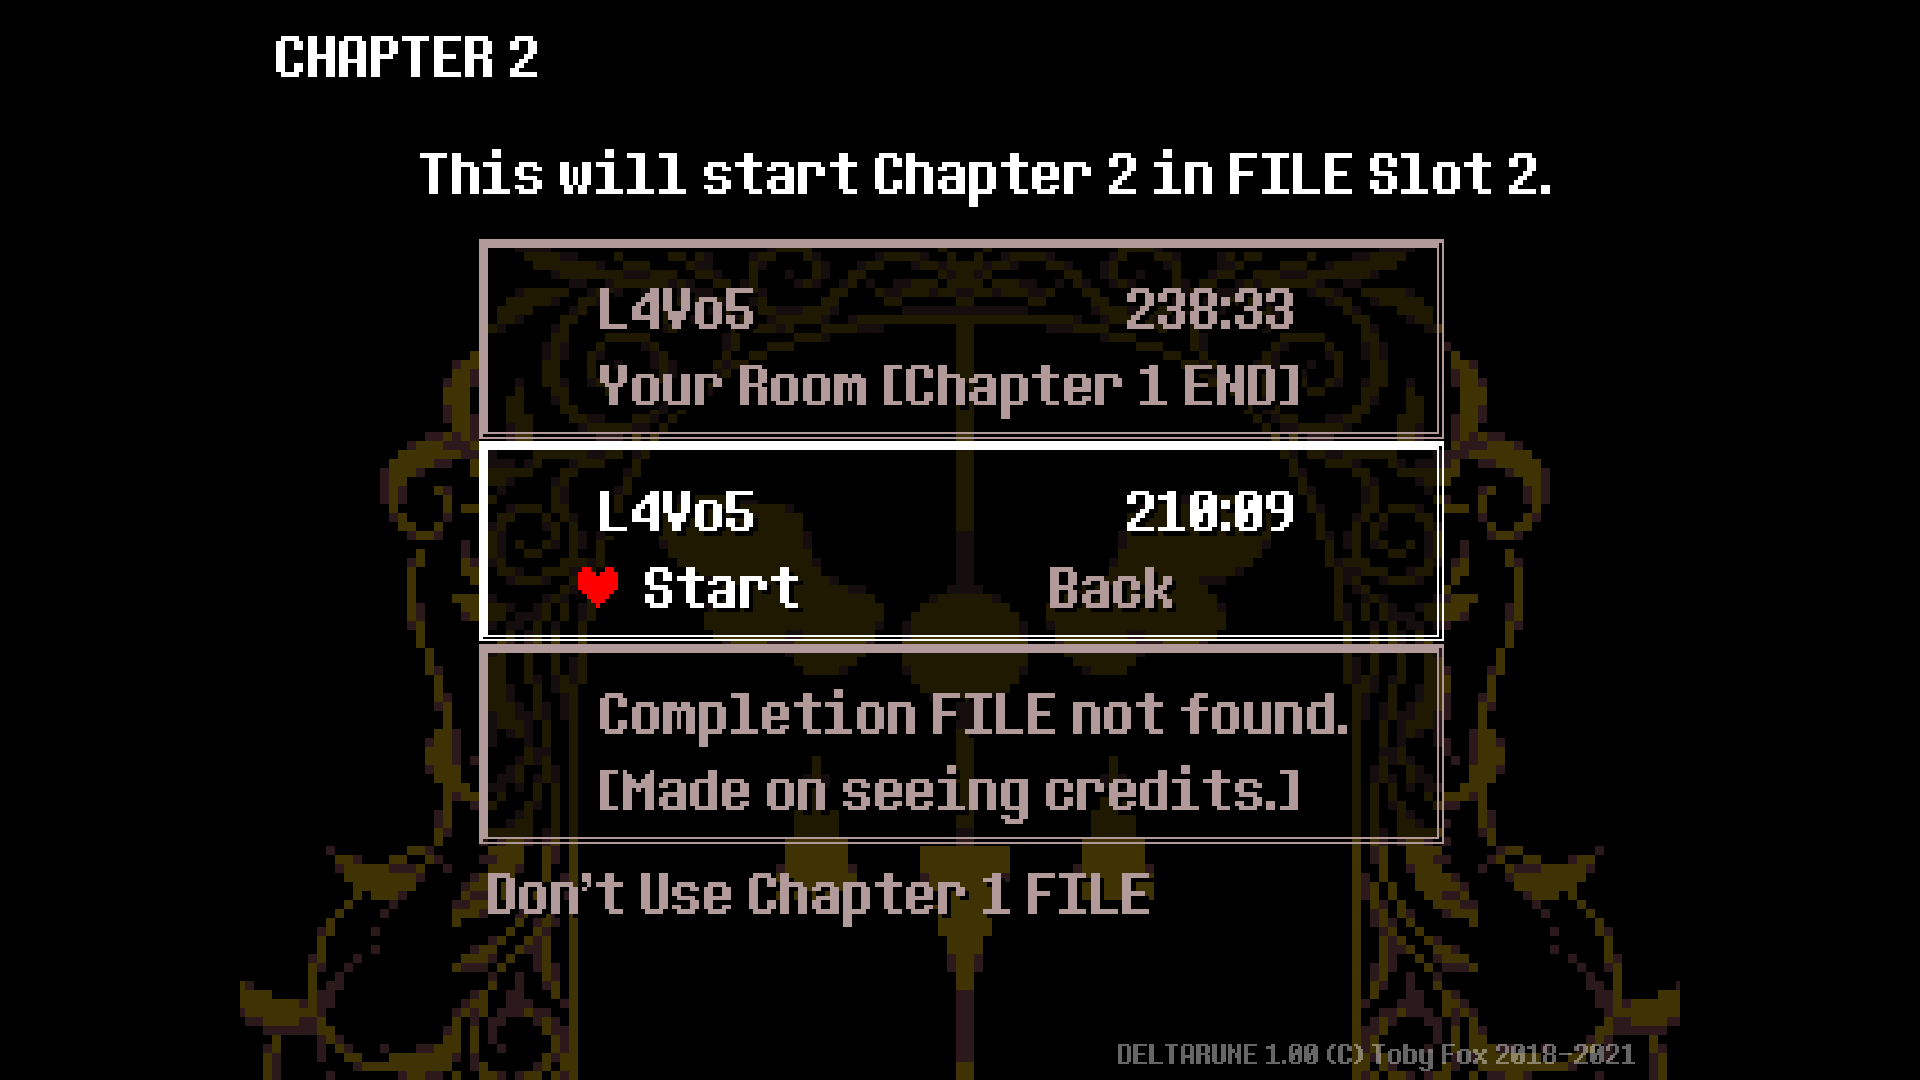 CHAPTER 2
This will start Chapter 2 in FILE Slot 2.
L4Vo5 238:33
Your Room [Chapter 1 END]
L4Vo5 210:09
Start Back
Completion FILE not found.
[Made on seeing credits.]
Don't Use Chapter 1 FILE
DELTARUNE 1.00 (C) Toby Fox 2018-2021